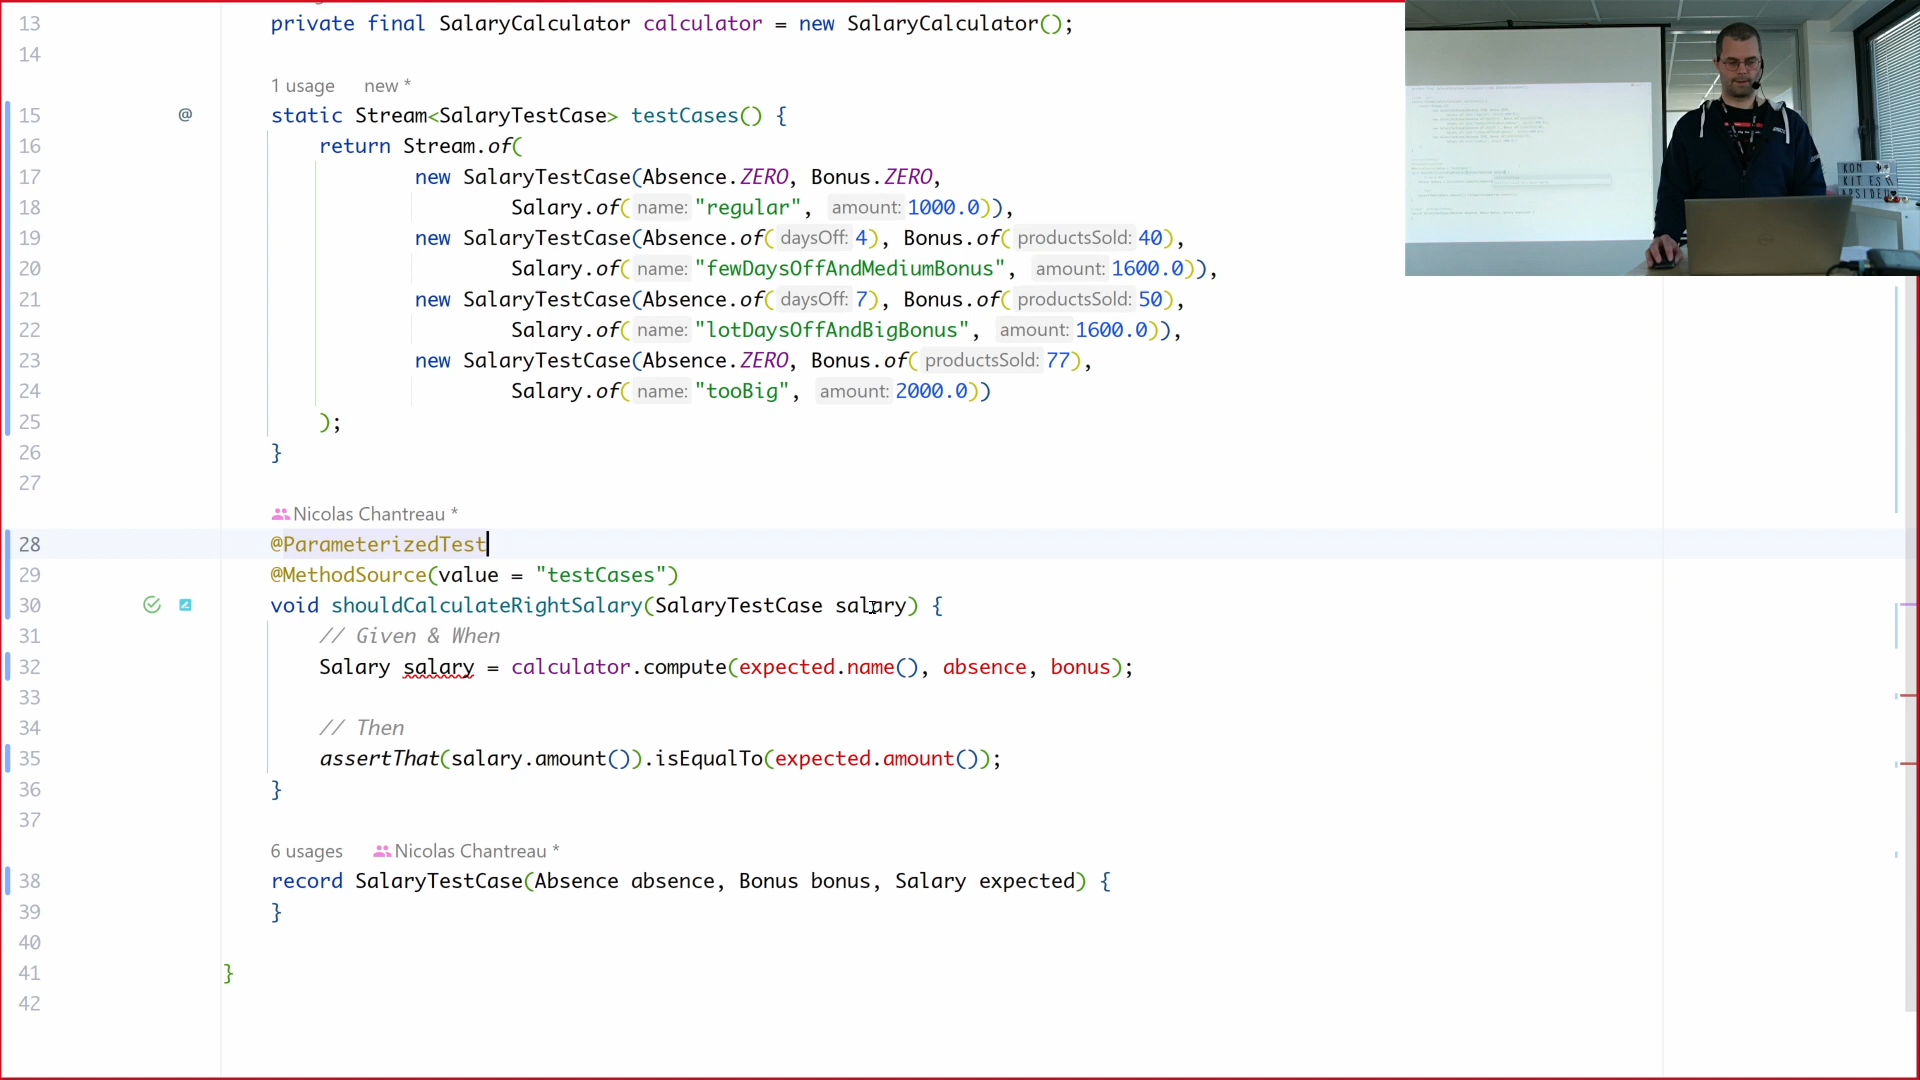 13 private final SalaryCalculator calculator = new SalaryCalculator();
14
1 usage new *
15 @ static Stream<SalaryTestCase> testCases() {
16 return Stream.of(
17 new SalaryTestCase(Absence.ZERO, Bonus.ZERO,
18 Salary.of( name: "regular", amount: 1000.0)),
19 new SalaryTestCase(Absence.of( daysOff: 4), Bonus.of( productsSold: 40),
20 Salary.of( name: "fewDaysOffAndMediumBonus", amount: 1600.0)),
21 new SalaryTestCase(Absence.of( daysOff: 7), Bonus.of( productsSold: 50),
22 Salary.of( name: "lotDaysOffAndBigBonus", amount: 1600.0)),
23 new SalaryTestCase(Absence.ZERO, Bonus.of( productsSold: 77),
24 Salary.of( name: "tooBig", amount: 2000.0))
25 );
26 }
27
Nicolas Chantreau *
28 @ParameterizedTest
29 @MethodSource(value = "testCases")
30 void shouldCalculateRightSalary(SalaryTestCase salary) {
31 // Given & When
32 Salary salary = calculator.compute(expected.name(), absence, bonus);
33
34 // Then
35 assertThat(salary.amount()).isEqualTo(expected.amount());
36 }
37
6 usages Nicolas Chantreau *
38 record SalaryTestCase(Absence absence, Bonus bonus, Salary expected) {
39 }
40
41 }
42
KOM
KIT ES
APSIDE